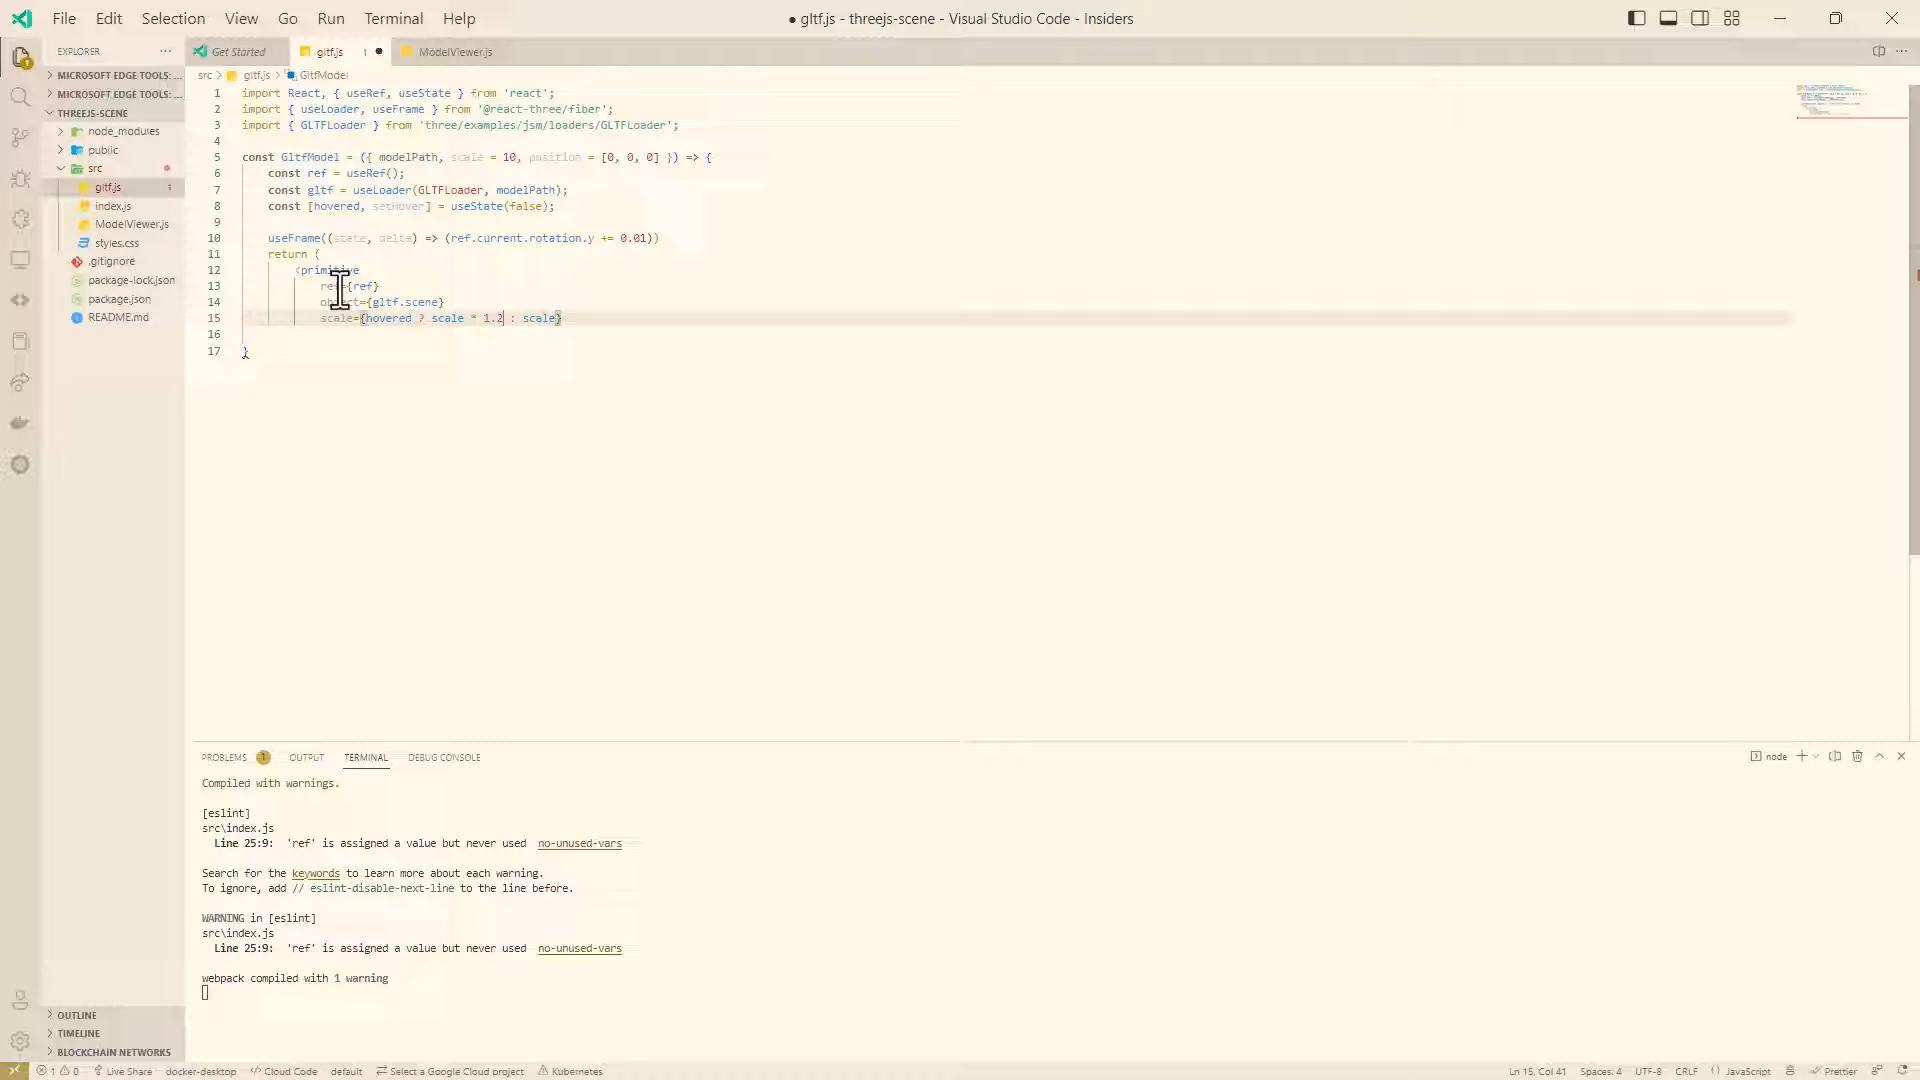 File Edit Selection View Go Run Terminal Help
● gltf.js - threejs-scene - Visual Studio Code - Insiders
EXPLORER ···
Get Started
gltf.js 1 ●
ModelViewer.js
MICROSOFT EDGE TOOLS: ...
MICROSOFT EDGE TOOLS: ...
THREEJS-SCENE
node_modules
public
src
gltf.js 1
index.js
ModelViewer.js
styles.css
.gitignore
package-lock.json
package.json
README.md
src > gltf.js > GltfModel
1 import React, { useRef, useState } from 'react';
2 import { useLoader, useFrame } from '@react-three/fiber';
3 import { GLTFLoader } from 'three/examples/jsm/loaders/GLTFLoader';
4
5 const GltfModel = ({ modelPath, scale = 10, position = [0, 0, 0] }) => {
6 const ref = useRef();
7 const gltf = useLoader(GLTFLoader, modelPath);
8 const [hovered, setHover] = useState(false);
9
10 useFrame((state, delta) => (ref.current.rotation.y += 0.01))
11 return (
12 <primitive
13 ref={ref}
14 object={gltf.scene}
15 scale={hovered ? scale * 1.2 : scale}
16
17 }
PROBLEMS 1 OUTPUT TERMINAL DEBUG CONSOLE
node
Compiled with warnings.
[eslint]
src\index.js
Line 25:9: 'ref' is assigned a value but never used no-unused-vars
Search for the keywords to learn more about each warning.
To ignore, add // eslint-disable-next-line to the line before.
WARNING in [eslint]
src\index.js
Line 25:9: 'ref' is assigned a value but never used no-unused-vars
webpack compiled with 1 warning
OUTLINE
TIMELINE
BLOCKCHAIN NETWORKS
1 0 Live Share docker-desktop Cloud Code default Select a Google Cloud project Kubernetes
Ln 15, Col 41 Spaces: 4 UTF-8 CRLF JavaScript Prettier